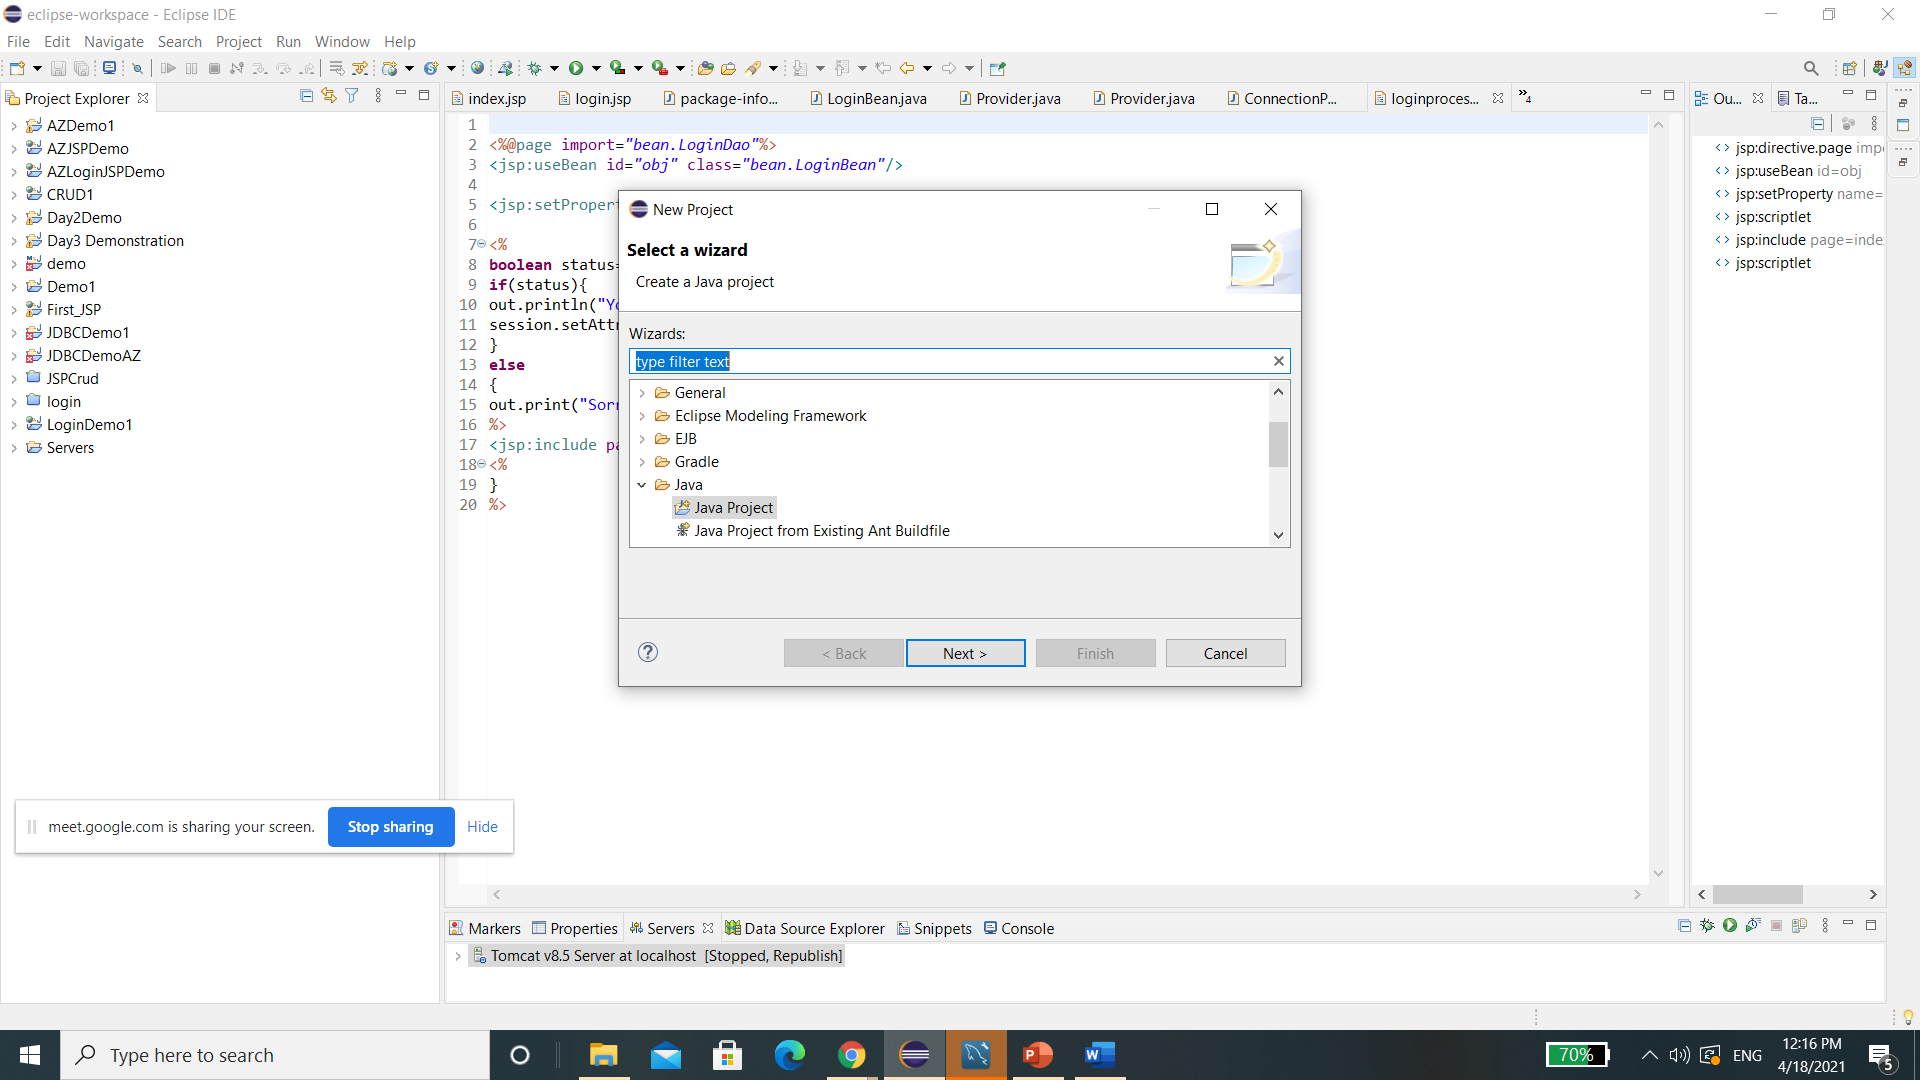 eclipse-workspace - Eclipse IDE
File Edit Navigate Search Project Run Window Help
Project Explorer
AZDemo1
AZJSPDemo
AZLoginJSPDemo
CRUD1
Day2Demo
Day3 Demonstration
demo
Demo1
First_JSP
JDBCDemo1
JDBCDemoAZ
JSPCrud
login
LoginDemo1
Servers
index.jsp login.jsp package-info... LoginBean.java Provider.java Provider.java ConnectionP... loginproces... »4
1
2 <%@page import="bean.LoginDao"%>
3 <jsp:useBean id="obj" class="bean.LoginBean"/>
4
5 <jsp:setPropert
6
7 <%
8 boolean status=
9 if(status){
10 out.println("Yo
11 session.setAttr
12 }
13 else
14 {
15 out.print("Sorr
16 %>
17 <jsp:include pa
18 <%
19 }
20 %>
New Project
Select a wizard
Create a Java project
Wizards:
type filter text
General
Eclipse Modeling Framework
EJB
Gradle
Java
Java Project
Java Project from Existing Ant Buildfile
< Back Next > Finish Cancel
Ou... Ta...
jsp:directive.page impo
jsp:useBean id=obj
jsp:setProperty name=
jsp:scriptlet
jsp:include page=inde
jsp:scriptlet
meet.google.com is sharing your screen. Stop sharing Hide
Markers Properties Servers Data Source Explorer Snippets Console
Tomcat v8.5 Server at localhost [Stopped, Republish]
Type here to search
70%
ENG
12:16 PM
4/18/2021
5